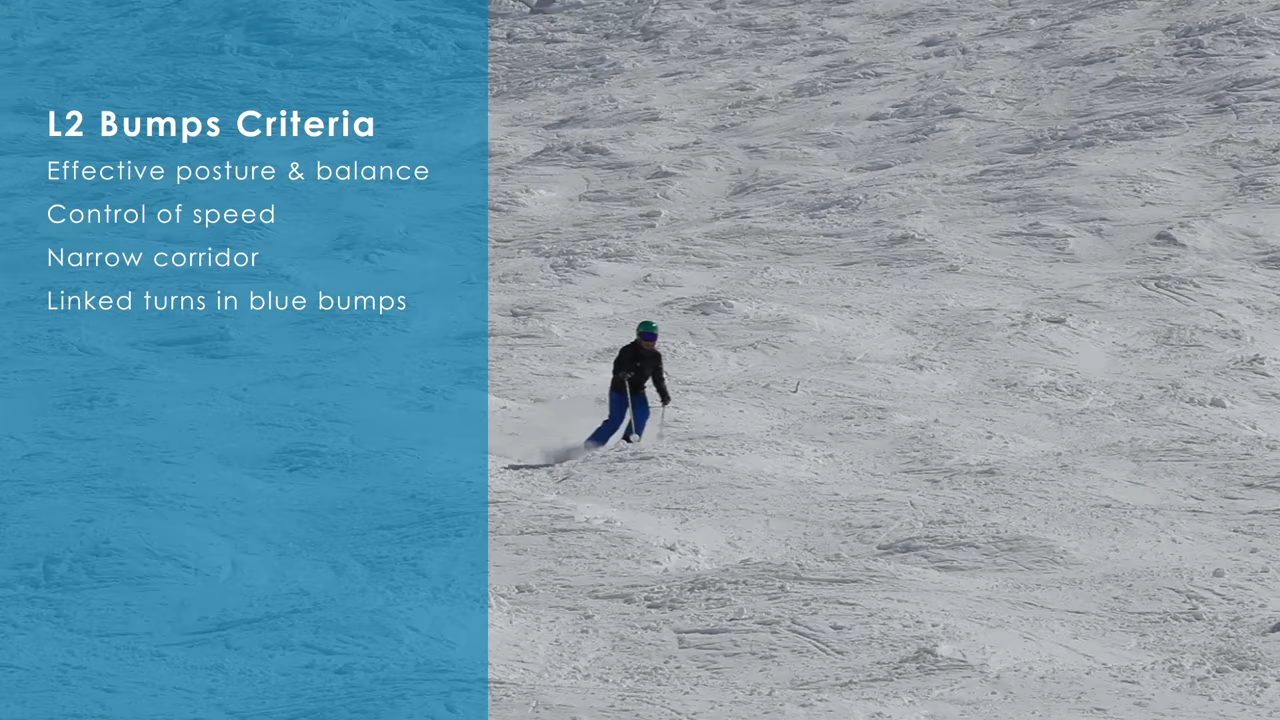 L2 Bumps Criteria
Effective posture & balance
Control of speed
Narrow corridor
Linked turns in blue bumps